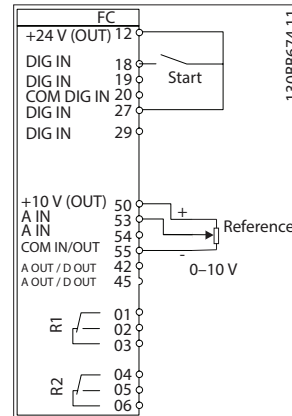 FC
+24 V (OUT) 12
DIG IN 18
DIG IN 19
COM DIG IN 20
DIG IN 27
DIG IN 29
Start
+10 V (OUT) 50
A IN 53
A IN 54
COM IN/OUT 55
A OUT / D OUT 42
A OUT / D OUT 45
+
Reference
-
0–10 V
R1
01
02
03
R2
04
05
06
130BB674.11